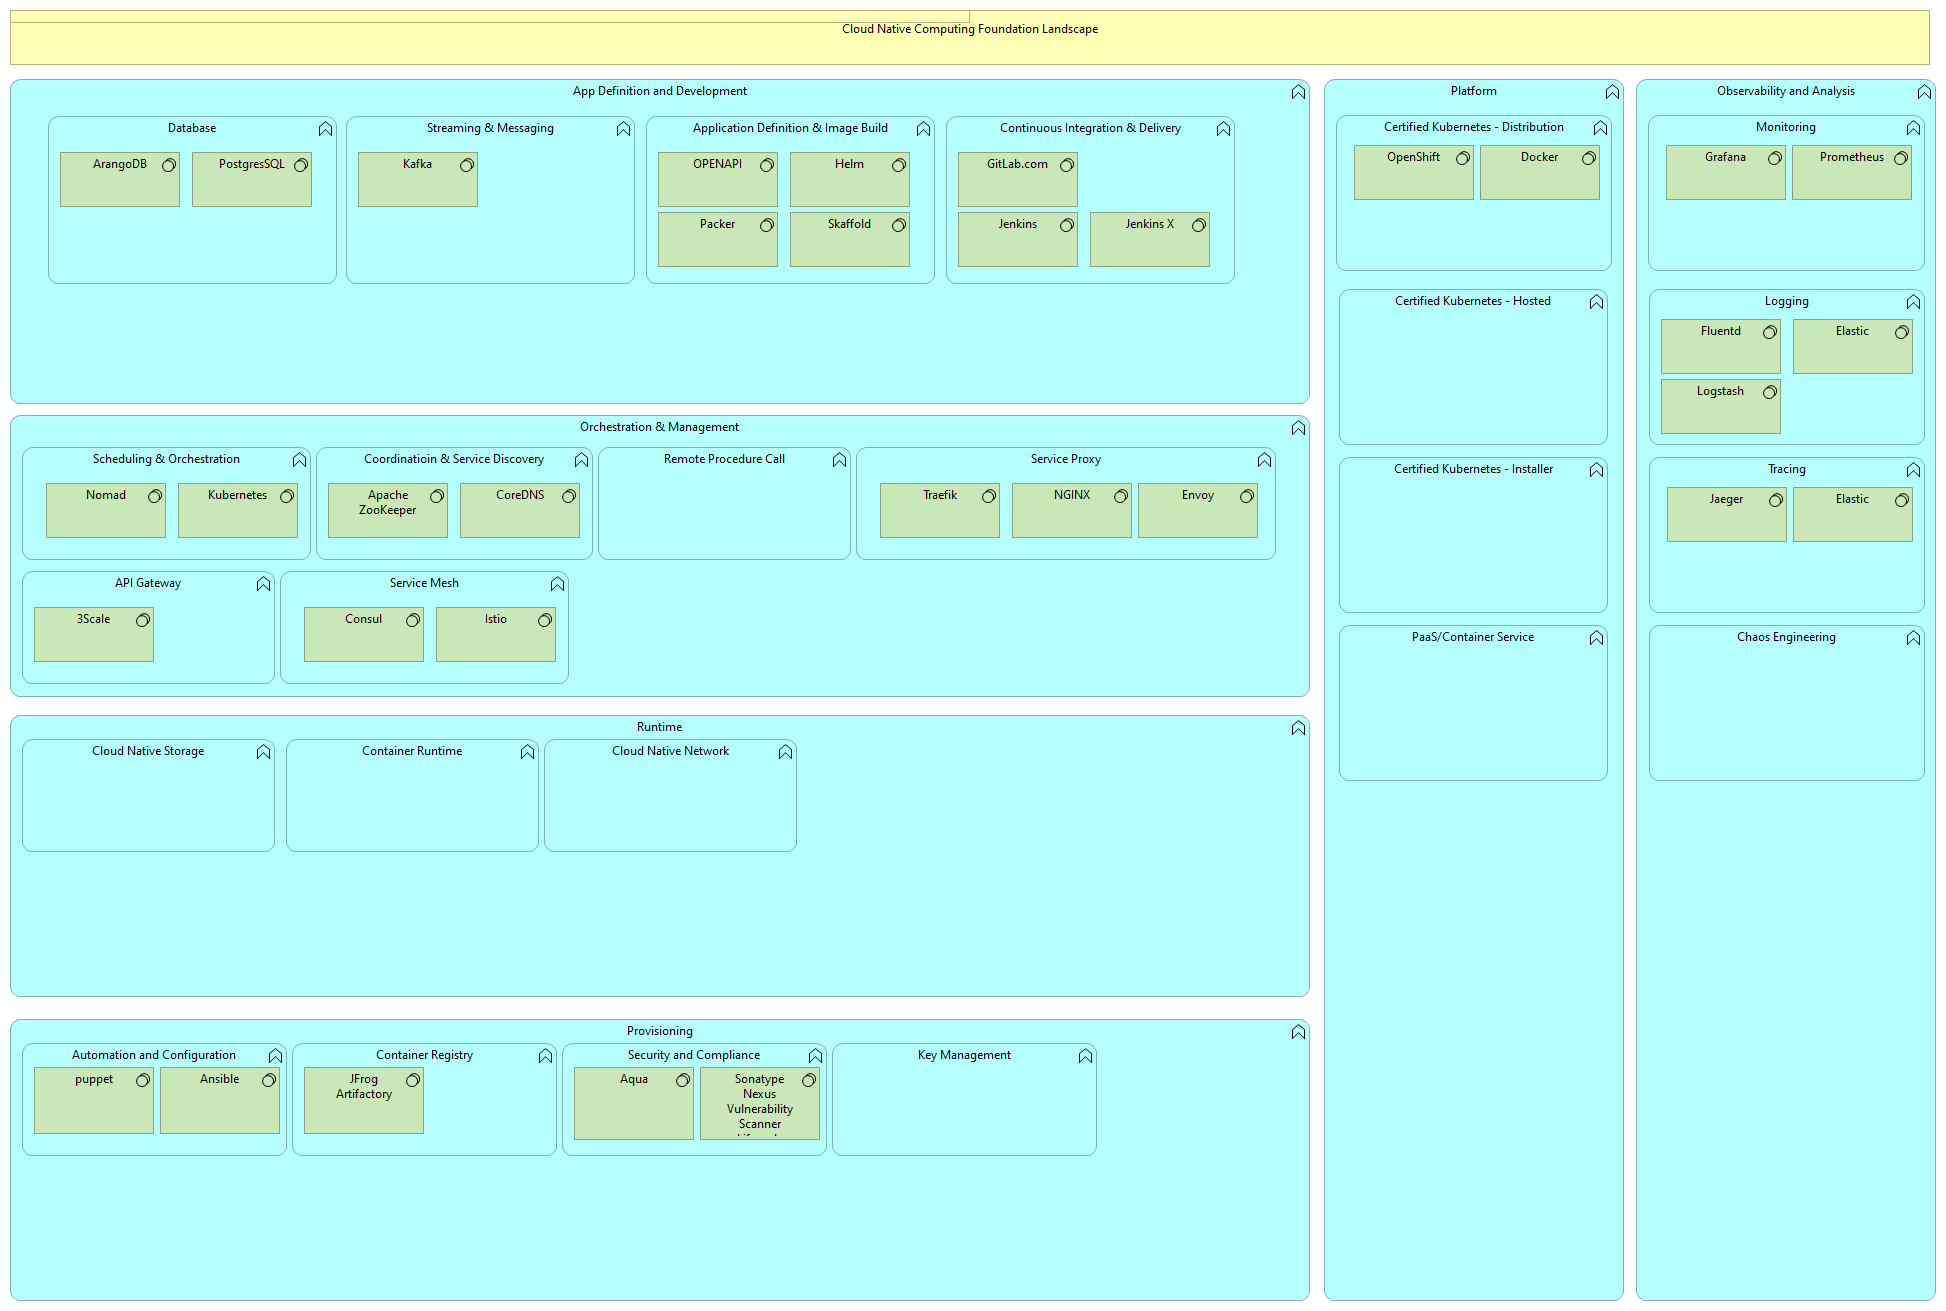 Cloud Native Computing Foundation Landscape
App Definition and Development
Database
ArangoDB
PostgresSQL
Streaming & Messaging
Kafka
Application Definition & Image Build
OPENAPI
Helm
Packer
Skaffold
Continuous Integration & Delivery
GitLab.com
Jenkins
Jenkins X
Orchestration & Management
Scheduling & Orchestration
Nomad
Kubernetes
Coordinatioin & Service Discovery
Apache
ZooKeeper
CoreDNS
Remote Procedure Call
Service Proxy
Traefik
NGINX
Envoy
API Gateway
3Scale
Service Mesh
Consul
Istio
Runtime
Cloud Native Storage
Container Runtime
Cloud Native Network
Provisioning
Automation and Configuration
puppet
Ansible
Container Registry
JFrog
Artifactory
Security and Compliance
Aqua
Sonatype
Nexus
Vulnerability
Scanner
Key Management
Platform
Certified Kubernetes - Distribution
OpenShift
Docker
Certified Kubernetes - Hosted
Certified Kubernetes - Installer
PaaS/Container Service
Observability and Analysis
Monitoring
Grafana
Prometheus
Logging
Fluentd
Elastic
Logstash
Tracing
Jaeger
Elastic
Chaos Engineering